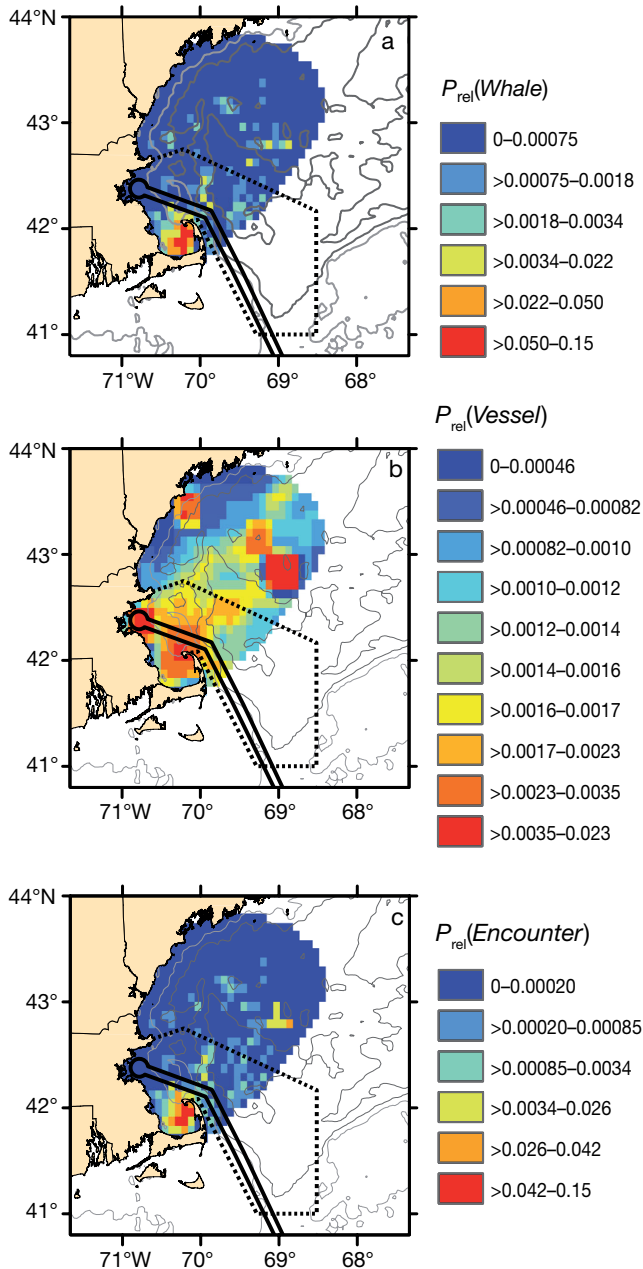 44°N
a
43°
42°
41°
71°W 70° 69° 68°
Prel(Whale)
0–0.00075
>0.00075–0.0018
>0.0018–0.0034
>0.0034–0.022
>0.022–0.050
>0.050–0.15
44°N
b
43°
42°
41°
71°W 70° 69° 68°
Prel(Vessel)
0–0.00046
>0.00046–0.00082
>0.00082–0.0010
>0.0010–0.0012
>0.0012–0.0014
>0.0014–0.0016
>0.0016–0.0017
>0.0017–0.0023
>0.0023–0.0035
>0.0035–0.023
44°N
c
43°
42°
41°
71°W 70° 69° 68°
Prel(Encounter)
0–0.00020
>0.00020–0.00085
>0.00085–0.0034
>0.0034–0.026
>0.026–0.042
>0.042–0.15